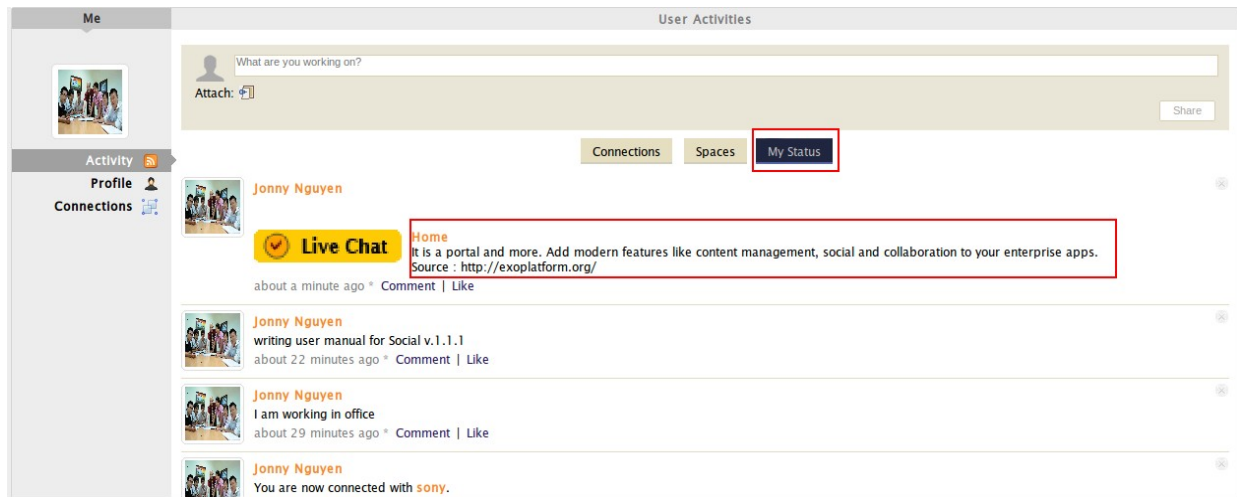 Me
User Activities
What are you working on?
Attach:
Share
Connections Spaces My Status
Activity
Profile
Connections
Jonny Nguyen
Live Chat
Home
It is a portal and more. Add modern features like content management, social and collaboration to your enterprise apps.
Source : http://exoplatform.org/
about a minute ago * Comment | Like
Jonny Nguyen
writing user manual for Social v.1.1.1
about 22 minutes ago * Comment | Like
Jonny Nguyen
I am working in office
about 29 minutes ago * Comment | Like
Jonny Nguyen
You are now connected with sony.